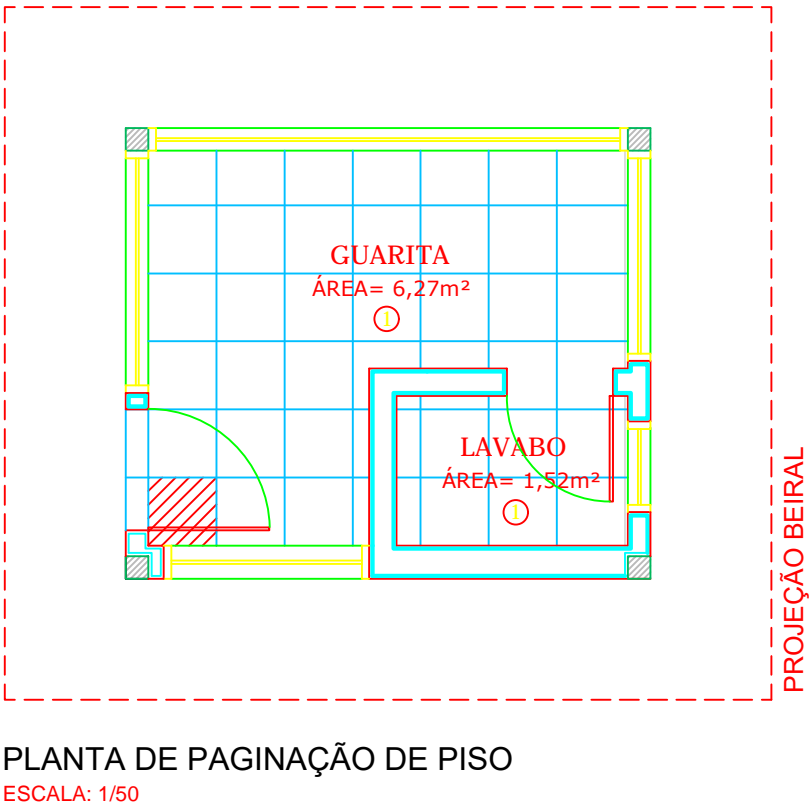 GUARITA
ÁREA= 6,27m²
1
LAVABO
ÁREA= 1,52m²
1
PROJEÇÃO BEIRAL
PLANTA DE PAGINAÇÃO DE PISO
ESCALA: 1/50